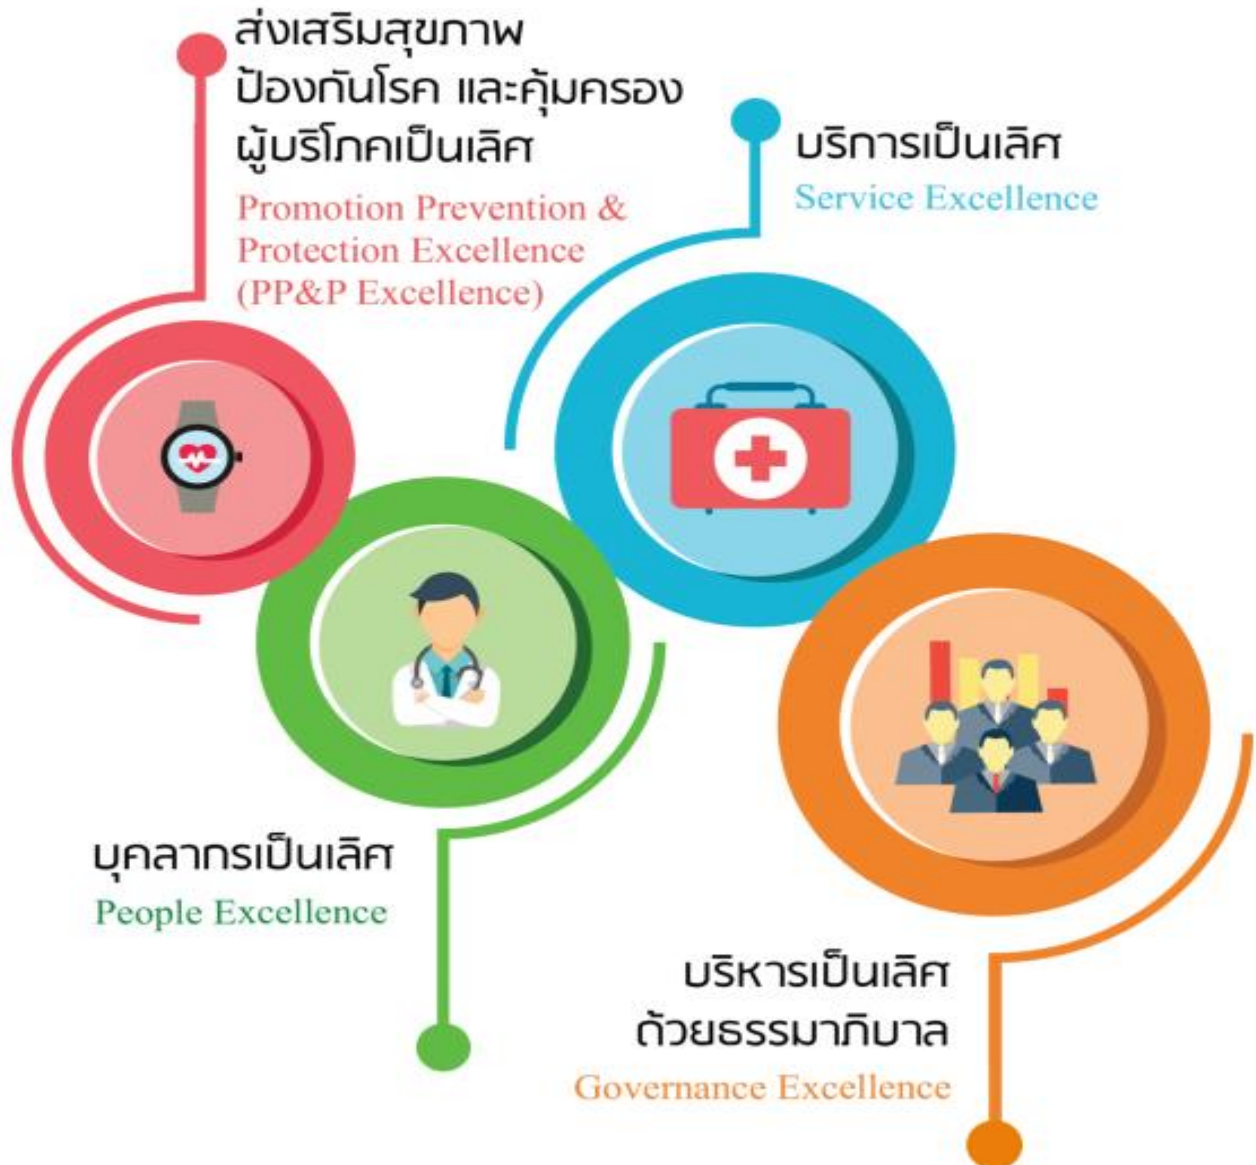 ส่งเสริมสุขภาพ
ป้องกันโรค และคุ้มครอง
ผู้บริโภคเป็นเลิศ
Promotion Prevention &
Protection Excellence
(PP&P Excellence)
บริการเป็นเลิศ
Service Excellence
บุคลากรเป็นเลิศ
People Excellence
บริหารเป็นเลิศ
ด้วยธรรมาภิบาล
Governance Excellence